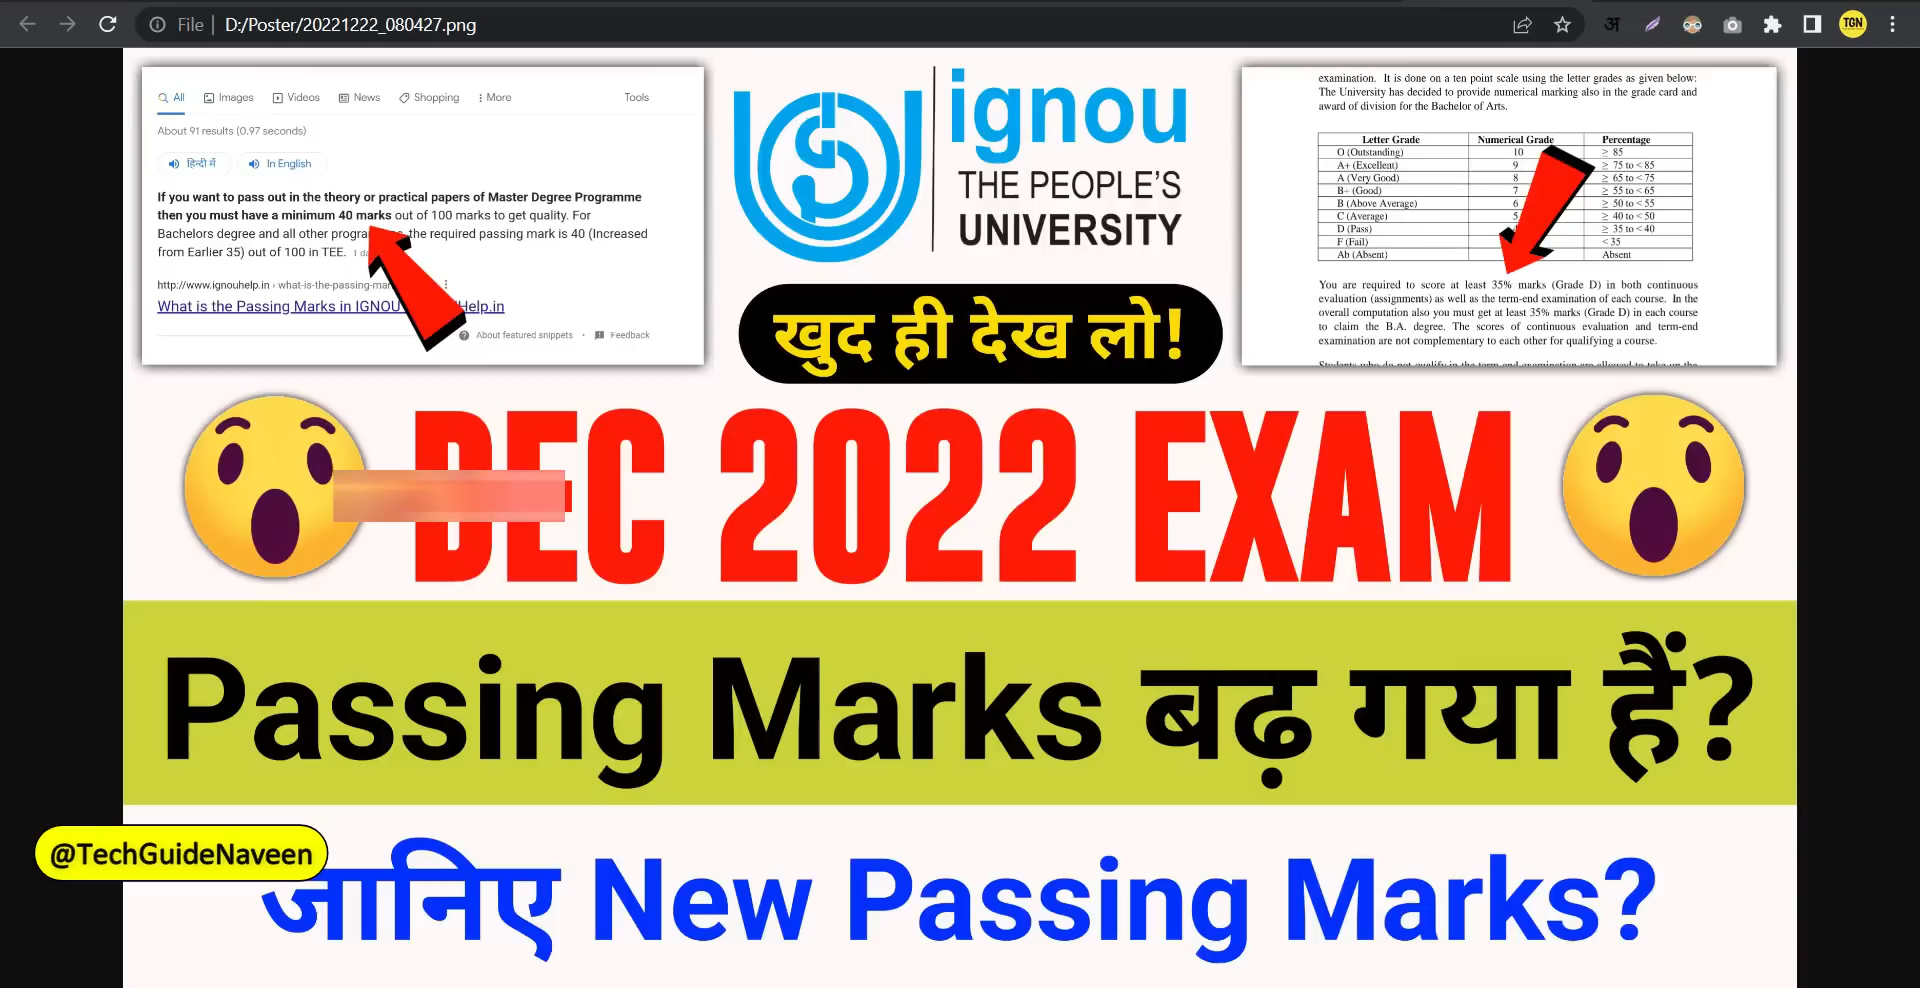 File | D:/Poster/20221222_080427.png
TGN
All Images Videos News Shopping More Tools
About 91 results (0.97 seconds)
हिन्दी में In English
If you want to pass out in the theory or practical papers of Master Degree Programme
then you must have a minimum 40 marks out of 100 marks to get quality. For
Bachelors degree and all other the required passing mark is 40 (Increased
from Earlier 35) out of 100 in TEE.
http://www.ignouhelp.in › what-is-the-passing-mar
What is the Passing Marks in IGNOU Help.in
About featured snippets • Feedback
ignou
THE PEOPLE'S
UNIVERSITY
खुद ही देख लो!
examination. It is done on a ten point scale using the letter grades as given below:
The University has decided to provide numerical marking also in the grade card and
award of division for the Bachelor of Arts.
Letter Grade Numerical Grade Percentage
O (Outstanding) 10 ≥ 85
A+ (Excellent) 9 ≥ 75 to < 85
A (Very Good) 8 ≥ 65 to < 75
B+ (Good) 7 ≥ 55 to < 65
B (Above Average) 6 ≥ 50 to < 55
C (Average) 5 ≥ 40 to < 50
D (Pass) ≥ 35 to < 40
F (Fail) < 35
Ab (Absent) Absent
You are required to score at least 35% marks (Grade D) in both continuous
evaluation (assignments) as well as the term-end examination of each course. In the
overall computation also you must get at least 35% marks (Grade D) in each course
to claim the B.A. degree. The scores of continuous evaluation and term-end
examination are not complementary to each other for qualifying a course.
DEC 2022 EXAM
Passing Marks बढ़ गया हैं?
@TechGuideNaveen
जानिए New Passing Marks?